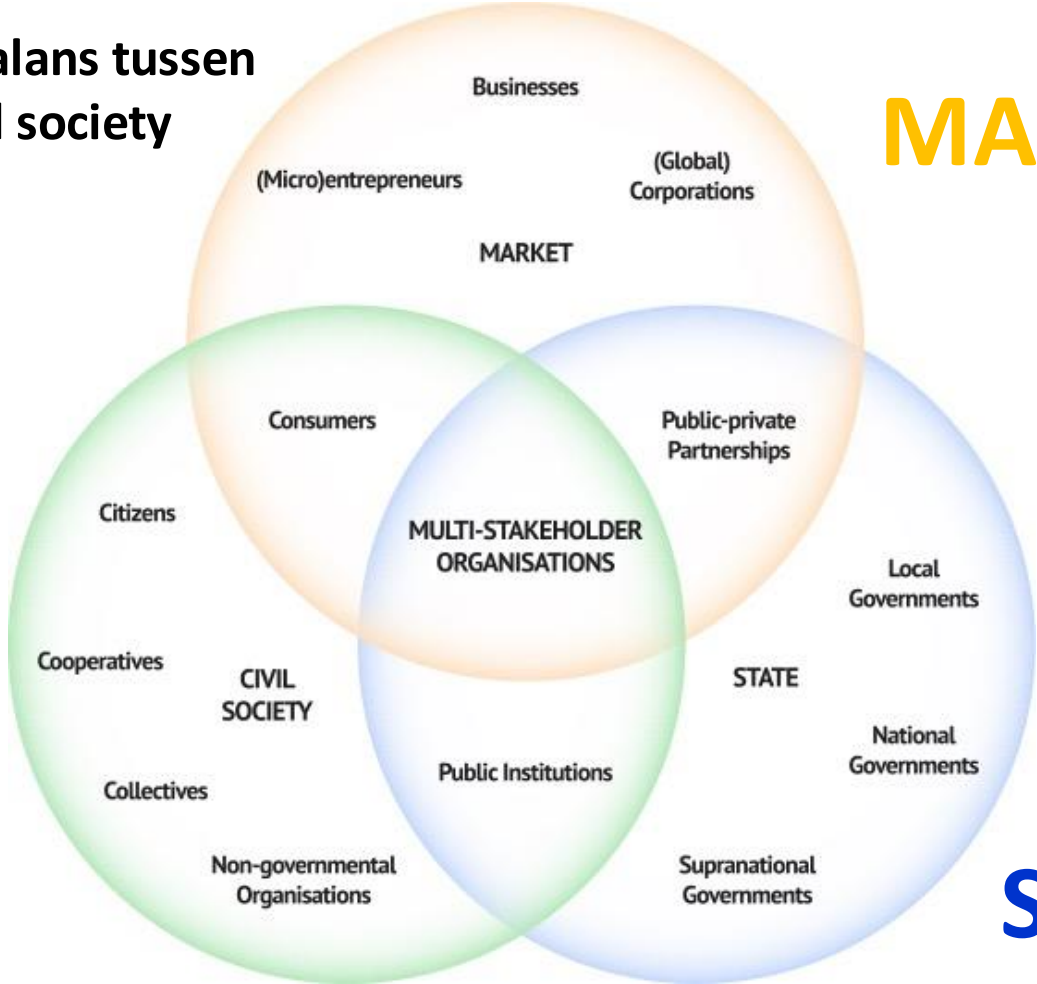 alans tussen
l society
MA
Businesses
(Micro)entrepreneurs
(Global)
Corporations
MARKET
Consumers
Public-private
Partnerships
Citizens
MULTI-STAKEHOLDER
ORGANISATIONS
Local
Governments
Cooperatives
CIVIL
SOCIETY
STATE
National
Governments
Public Institutions
Collectives
Non-governmental
Organisations
Supranational
Governments
S